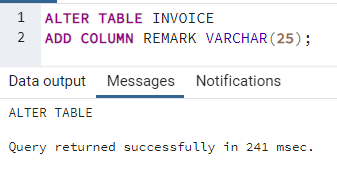 1 ALTER TABLE INVOICE
2 ADD COLUMN REMARK VARCHAR(25);
Data output Messages Notifications
ALTER TABLE
Query returned successfully in 241 msec.